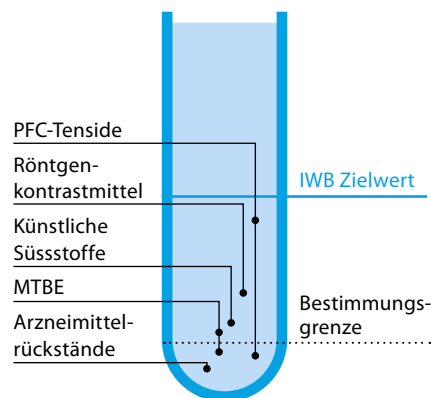 PFC-Tenside
Röntgen-
kontrastmittel
IWB Zielwert
Künstliche
Süssstoffe
MTBE
Bestimmungs-
grenze
Arzneimittel-
rückstände